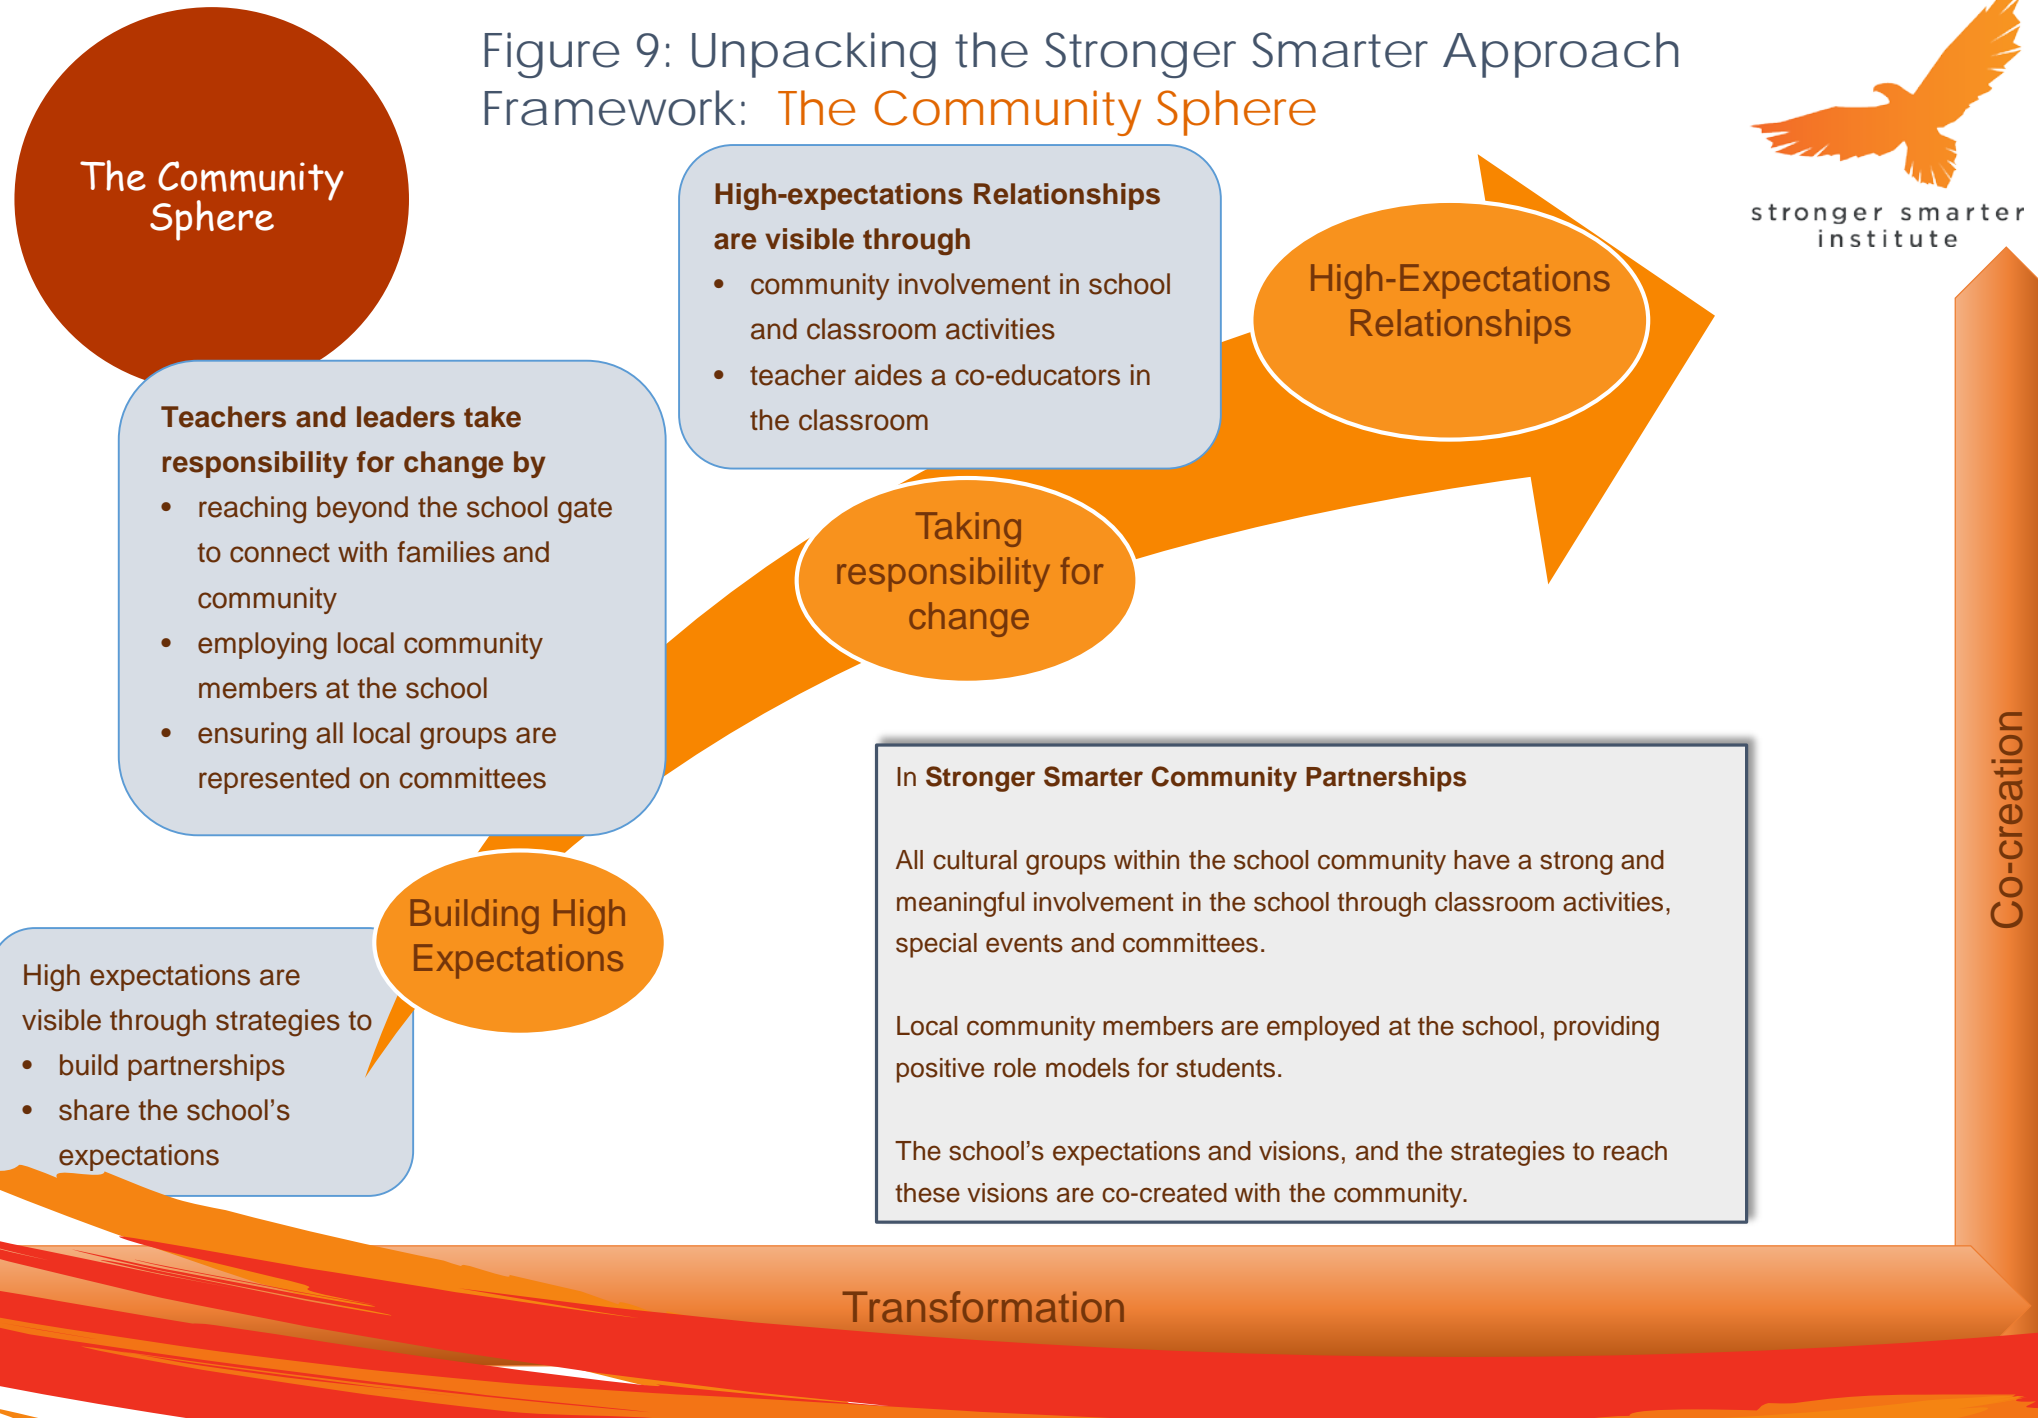 Figure 9: Unpacking the Stronger Smarter Approach
Framework: The Community Sphere
stronger smarter
institute
The Community
Sphere
High-expectations Relationships
are visible through
• community involvement in school
and classroom activities
• teacher aides a co-educators in
the classroom
High-Expectations
Relationships
Teachers and leaders take
responsibility for change by
• reaching beyond the school gate
to connect with families and
community
• employing local community
members at the school
• ensuring all local groups are
represented on committees
Taking
responsibility for
change
Building High
Expectations
High expectations are
visible through strategies to
• build partnerships
• share the school’s
expectations
In Stronger Smarter Community Partnerships
All cultural groups within the school community have a strong and
meaningful involvement in the school through classroom activities,
special events and committees.
Local community members are employed at the school, providing
positive role models for students.
The school’s expectations and visions, and the strategies to reach
these visions are co-created with the community.
Co-creation
Transformation